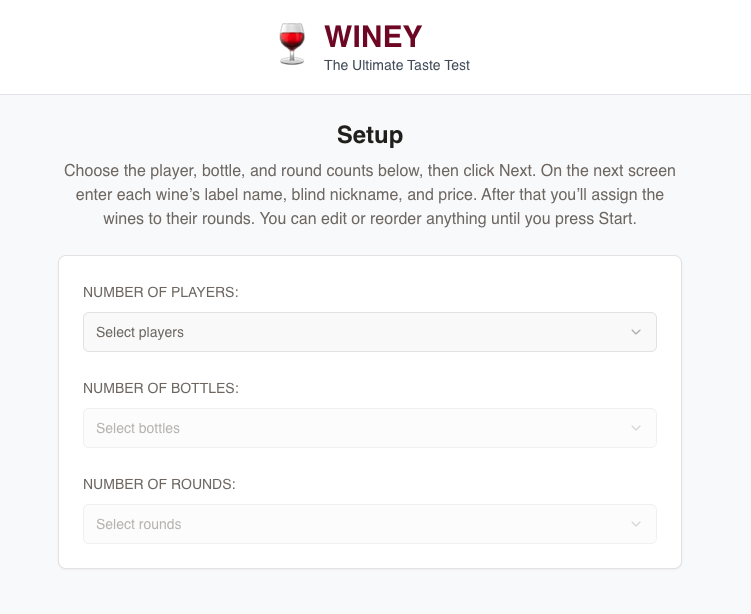 WINEY
The Ultimate Taste Test
Setup
Choose the player, bottle, and round counts below, then click Next. On the next screen
enter each wine’s label name, blind nickname, and price. After that you’ll assign the
wines to their rounds. You can edit or reorder anything until you press Start.
NUMBER OF PLAYERS:
Select players
NUMBER OF BOTTLES:
Select bottles
NUMBER OF ROUNDS:
Select rounds